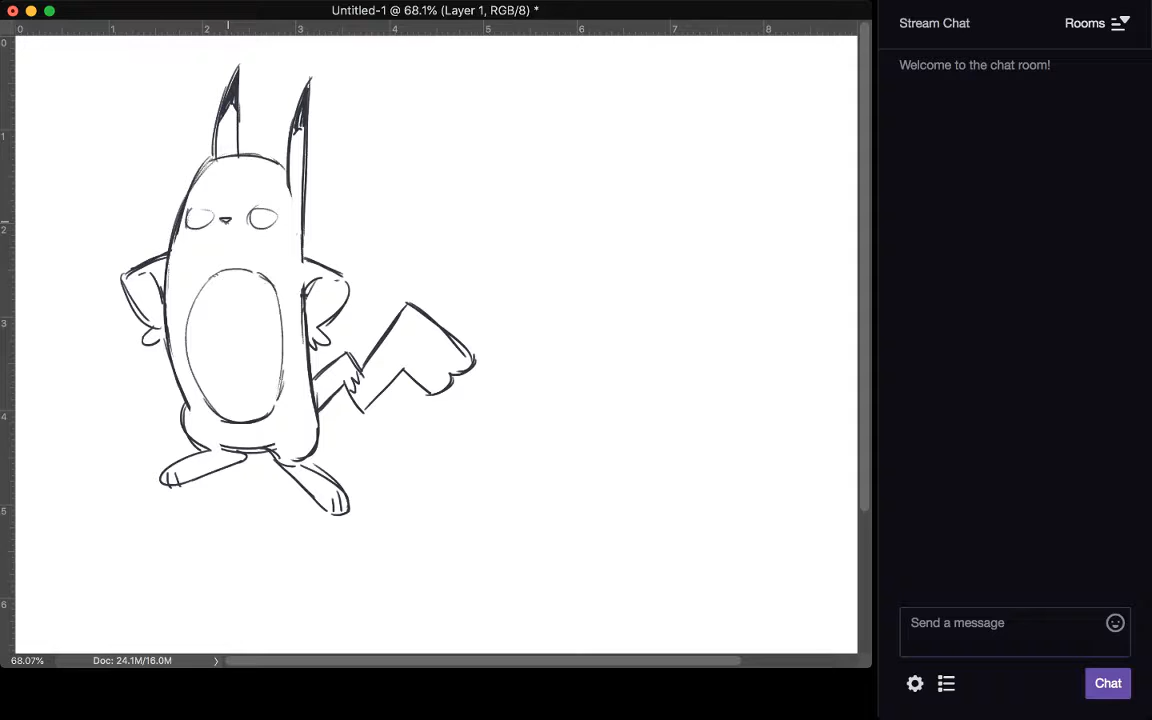 Untitled-1 @ 68.1% (Layer 1, RGB/8) *
Stream Chat
Rooms
0 1 2 3 4 5 6 7 8
Welcome to the chat room!
0
1
2
3
4
5
6
Send a message
68.07%
Doc: 24.1M/16.0M
Chat